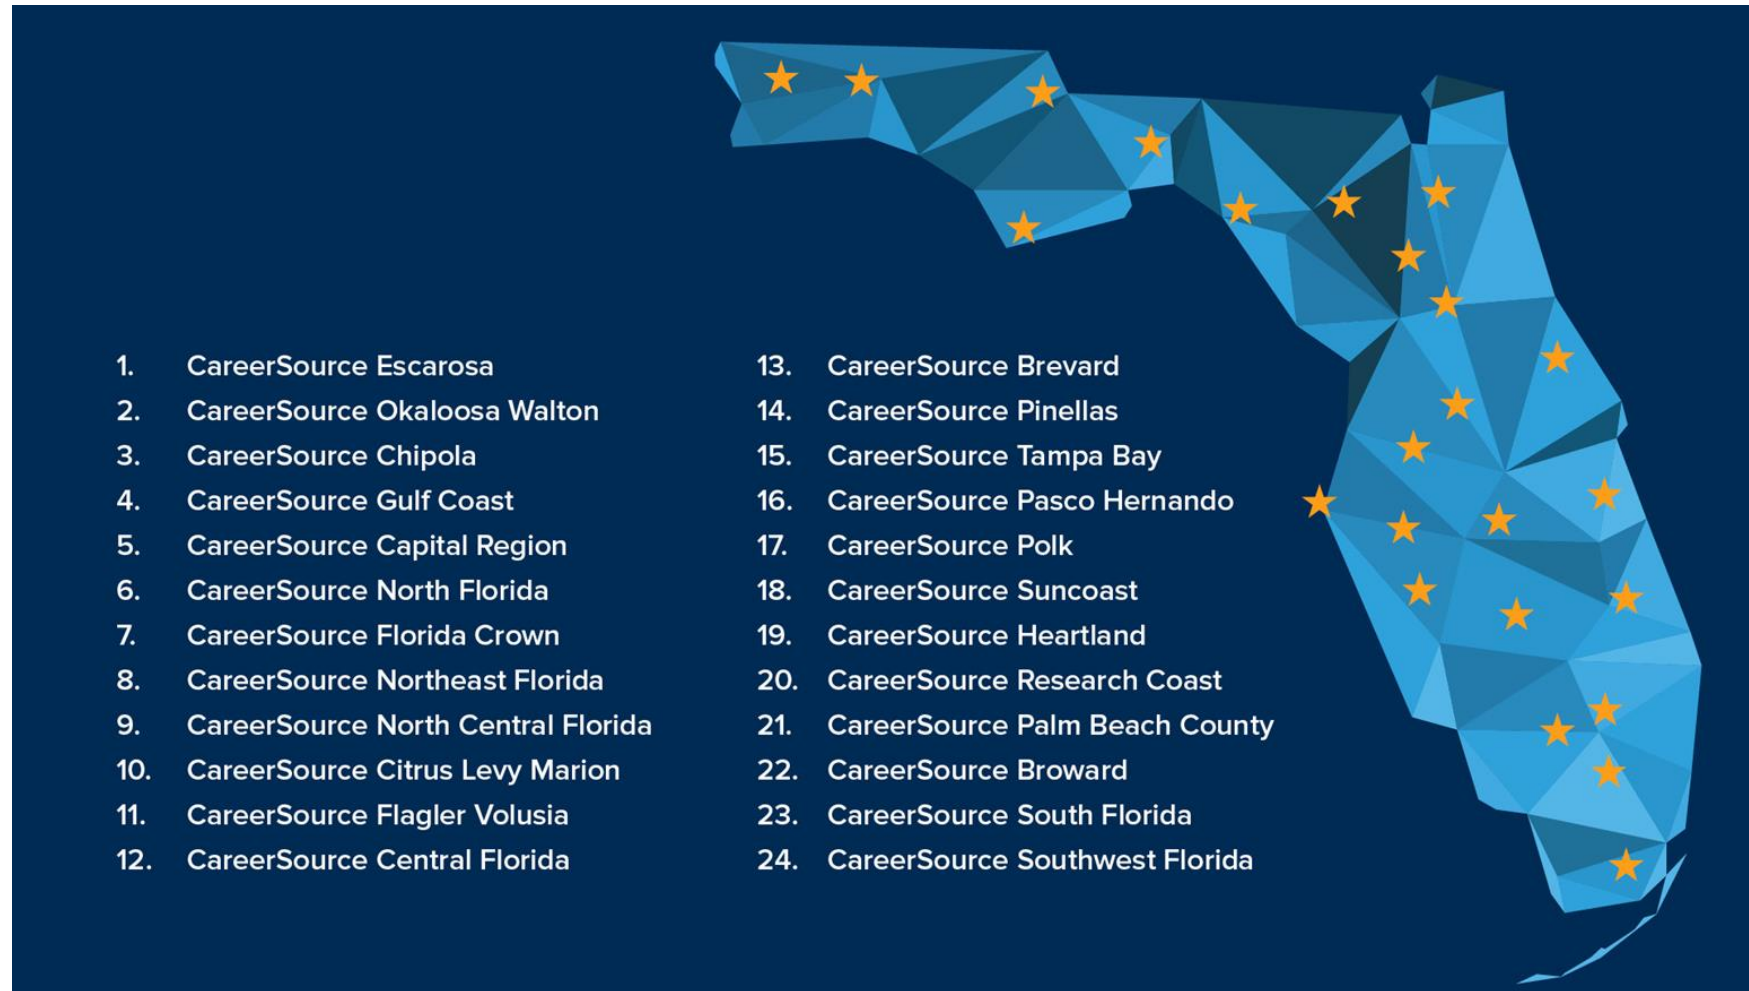 1. CareerSource Escarosa
2. CareerSource Okaloosa Walton
3. CareerSource Chipola
4. CareerSource Gulf Coast
5. CareerSource Capital Region
6. CareerSource North Florida
7. CareerSource Florida Crown
8. CareerSource Northeast Florida
9. CareerSource North Central Florida
10. CareerSource Citrus Levy Marion
11. CareerSource Flagler Volusia
12. CareerSource Central Florida
13. CareerSource Brevard
14. CareerSource Pinellas
15. CareerSource Tampa Bay
16. CareerSource Pasco Hernando
17. CareerSource Polk
18. CareerSource Suncoast
19. CareerSource Heartland
20. CareerSource Research Coast
21. CareerSource Palm Beach County
22. CareerSource Broward
23. CareerSource South Florida
24. CareerSource Southwest Florida